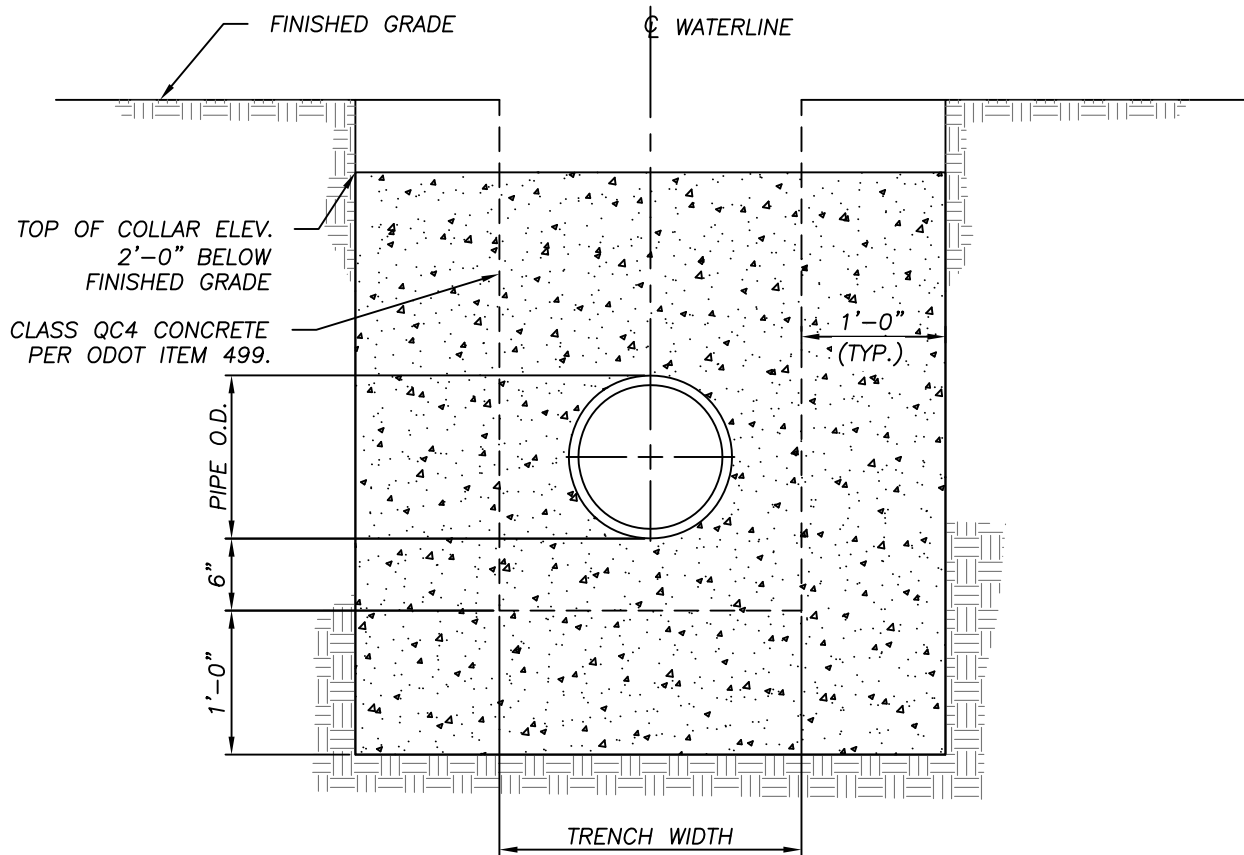 FINISHED GRADE
℄ WATERLINE
TOP OF COLLAR ELEV.
2'-0" BELOW
FINISHED GRADE
CLASS QC4 CONCRETE
PER ODOT ITEM 499.
1'-0"
(TYP.)
PIPE O.D.
6"
1'-0"
TRENCH WIDTH